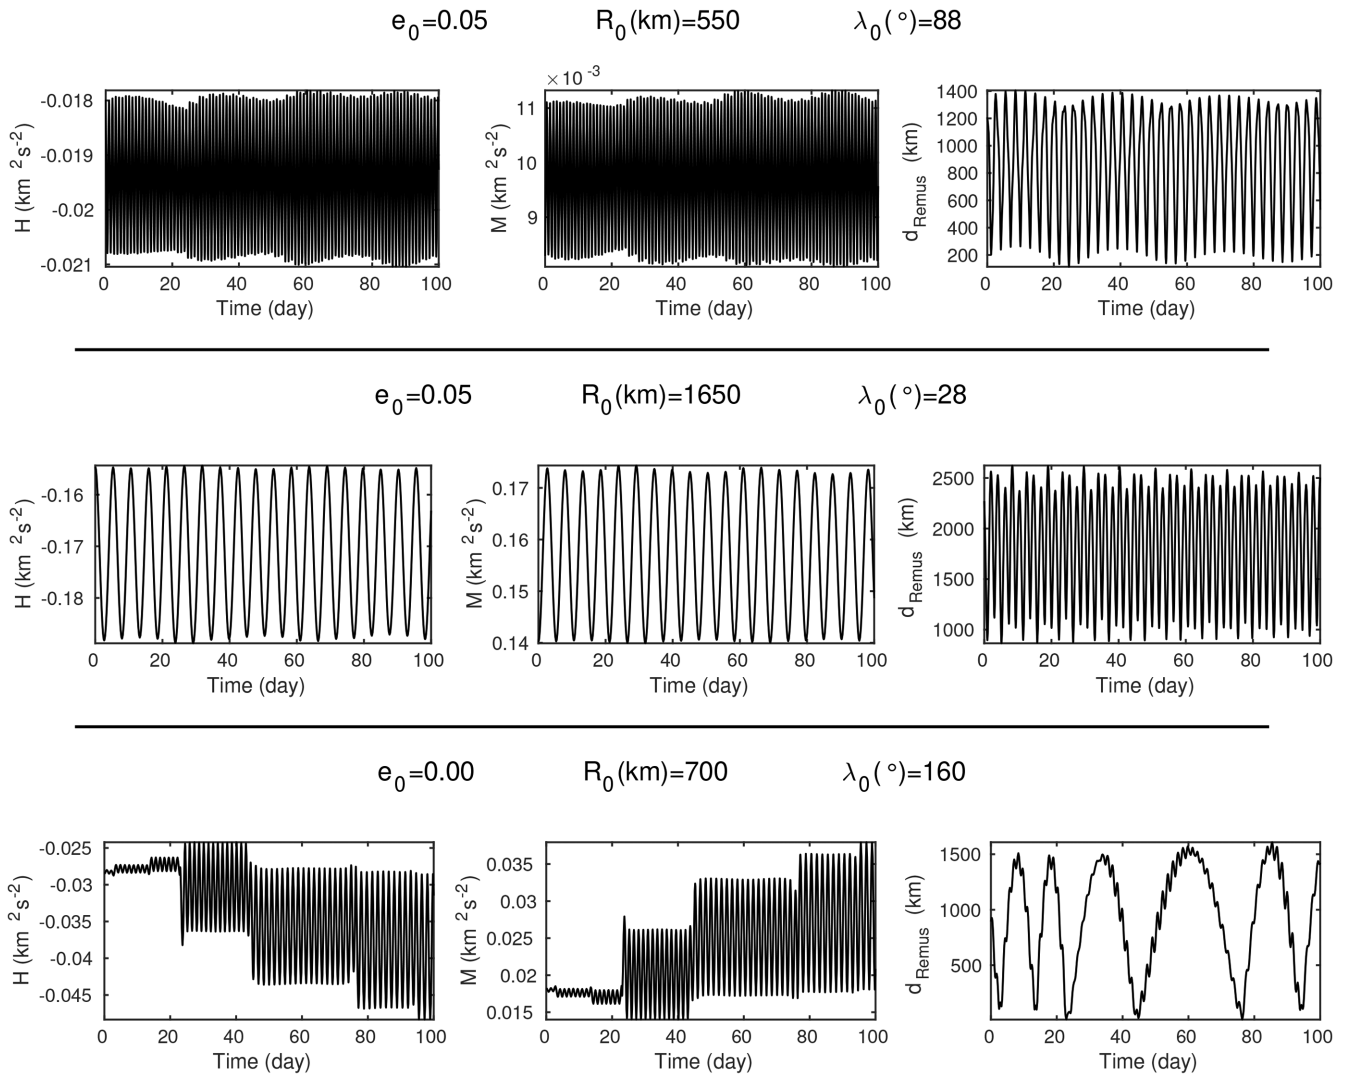 e0=0.05 R0(km)=550 λ0(°)=88
×10-3
-0.018 11 1400
-0.019 10 1200
-0.02 9 1000
-0.021 800
600
400
200
H (km 2s-2) M (km 2s-2) dRemus (km)
0 20 40 60 80 100 0 20 40 60 80 100 0 20 40 60 80 100
Time (day) Time (day) Time (day)
e0=0.05 R0(km)=1650 λ0(°)=28
-0.16 0.17 2500
-0.17 0.16 2000
-0.18 0.15 1500
0.14 1000
H (km 2s-2) M (km 2s-2) dRemus (km)
0 20 40 60 80 100 0 20 40 60 80 100 0 20 40 60 80 100
Time (day) Time (day) Time (day)
e0=0.00 R0(km)=700 λ0(°)=160
-0.025 0.035 1500
-0.03 0.03 1000
-0.035 0.025 500
-0.04 0.02
-0.045 0.015
H (km 2s-2) M (km 2s-2) dRemus (km)
0 20 40 60 80 100 0 20 40 60 80 100 0 20 40 60 80 100
Time (day) Time (day) Time (day)